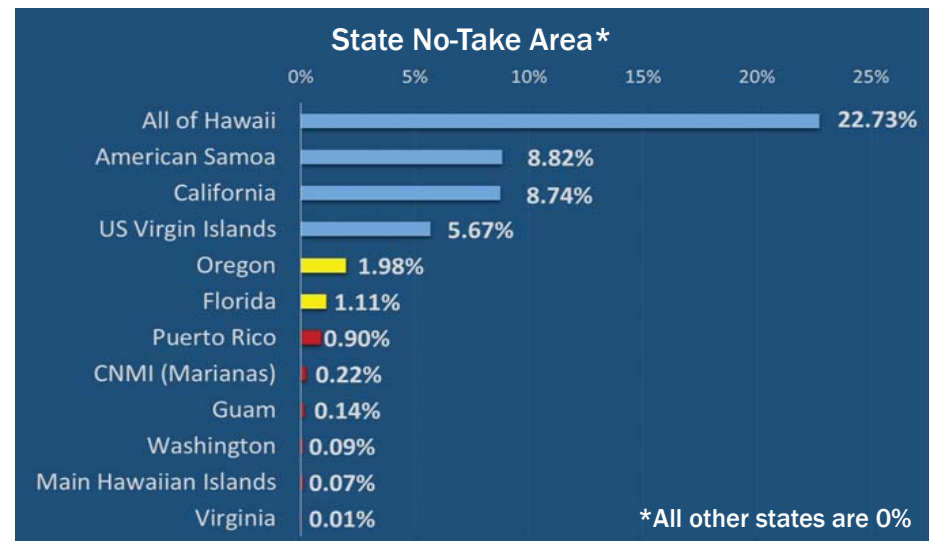 State No-Take Area*
0% 5% 10% 15% 20% 25%
All of Hawaii 22.73%
American Samoa 8.82%
California 8.74%
US Virgin Islands 5.67%
Oregon 1.98%
Florida 1.11%
Puerto Rico 0.90%
CNMI (Marianas) 0.22%
Guam 0.14%
Washington 0.09%
Main Hawaiian Islands 0.07%
Virginia 0.01% *All other states are 0%